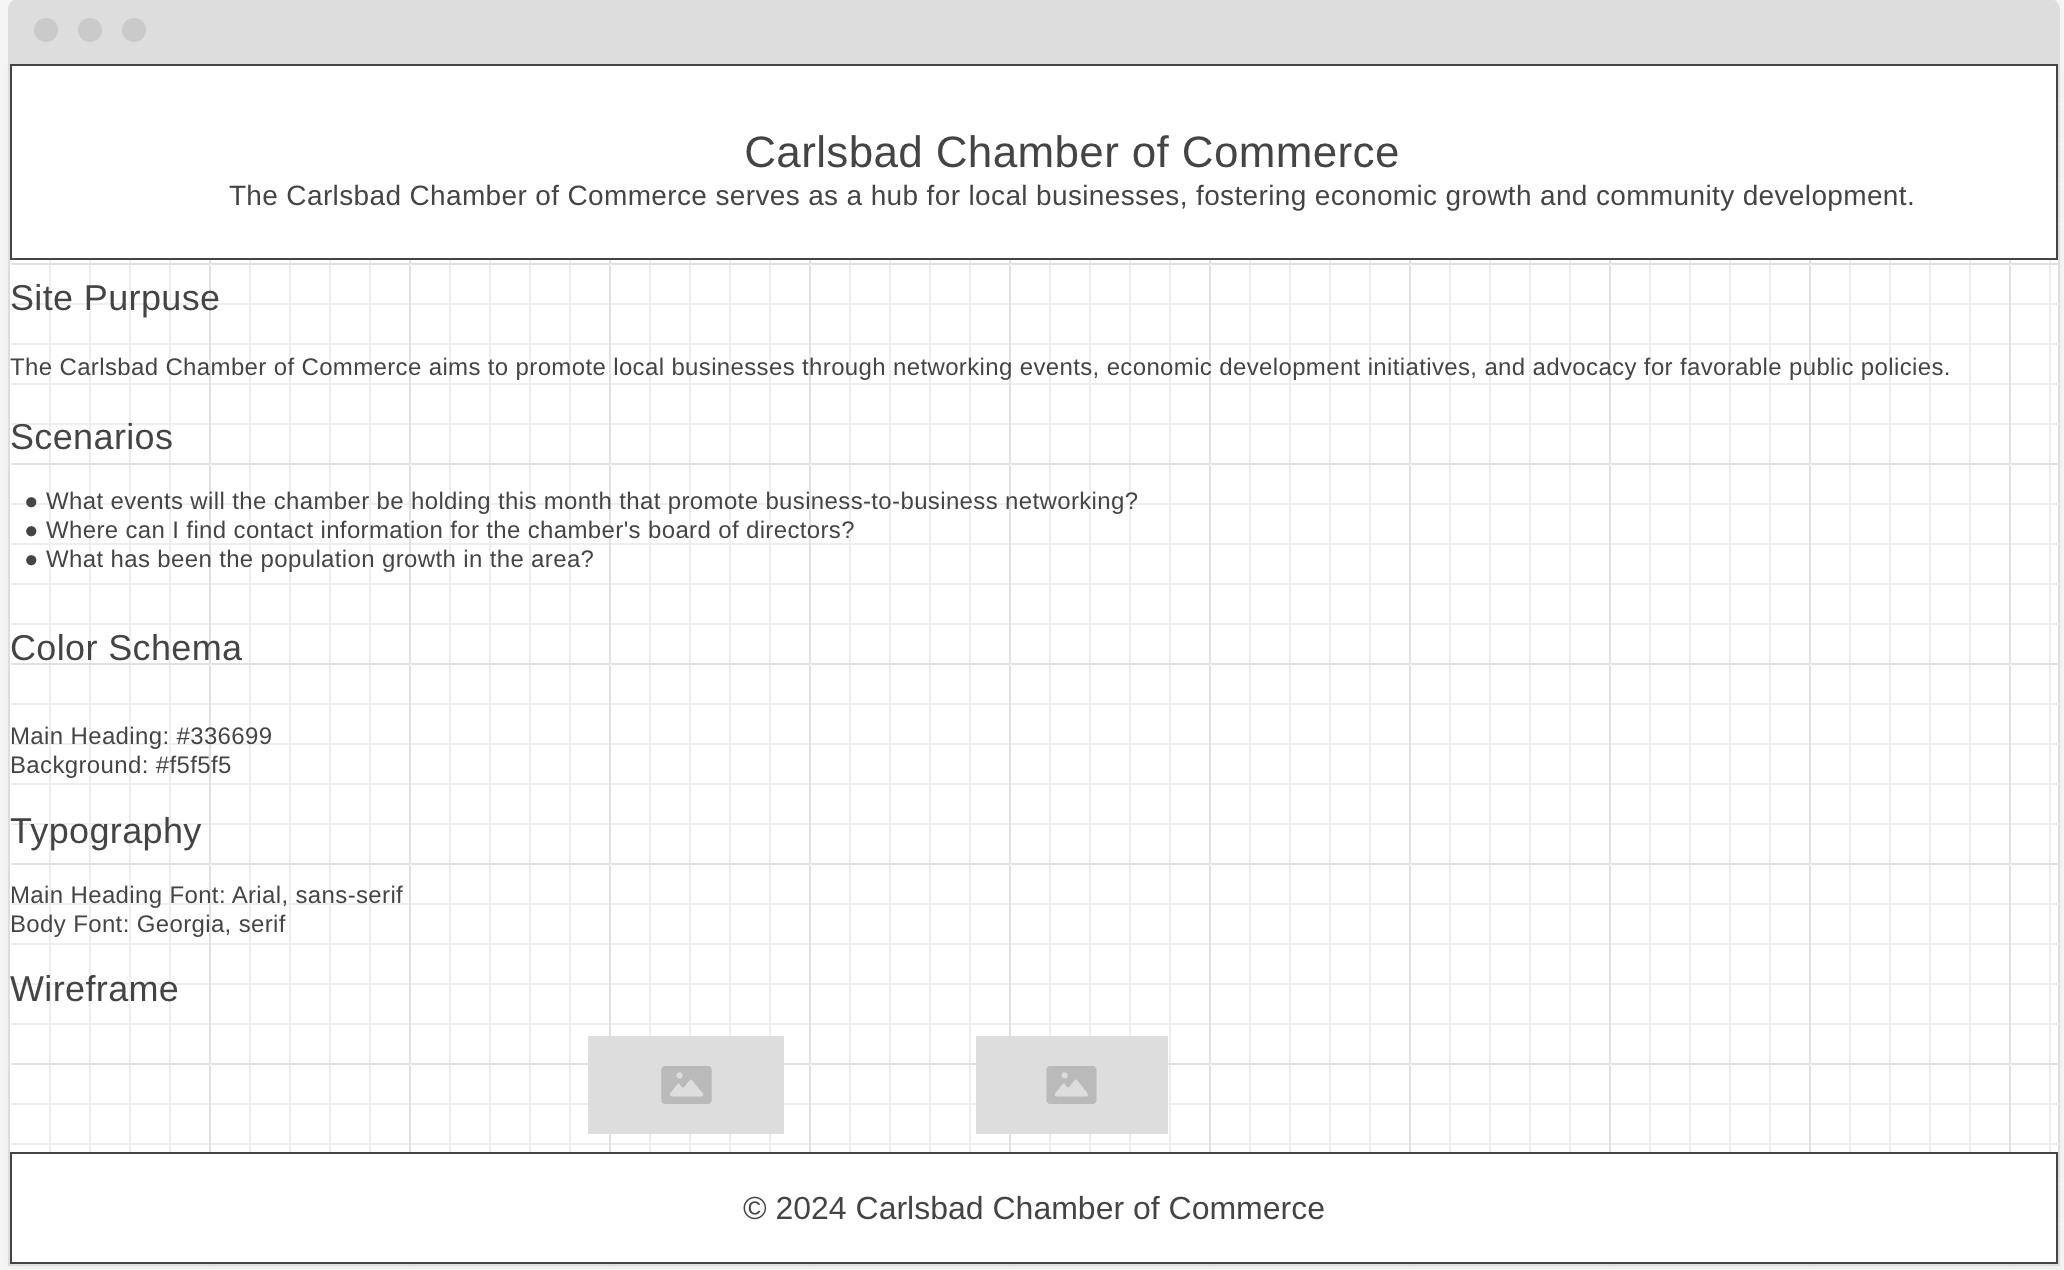 Carlsbad Chamber of Commerce
The Carlsbad Chamber of Commerce serves as a hub for local businesses, fostering economic growth and community development.
Site Purpuse
The Carlsbad Chamber of Commerce aims to promote local businesses through networking events, economic development initiatives, and advocacy for favorable public policies.
Scenarios
● What events will the chamber be holding this month that promote business-to-business networking?
● Where can I find contact information for the chamber's board of directors?
● What has been the population growth in the area?
Color Schema
Main Heading: #336699
Background: #f5f5f5
Typography
Main Heading Font: Arial, sans-serif
Body Font: Georgia, serif
Wireframe
© 2024 Carlsbad Chamber of Commerce